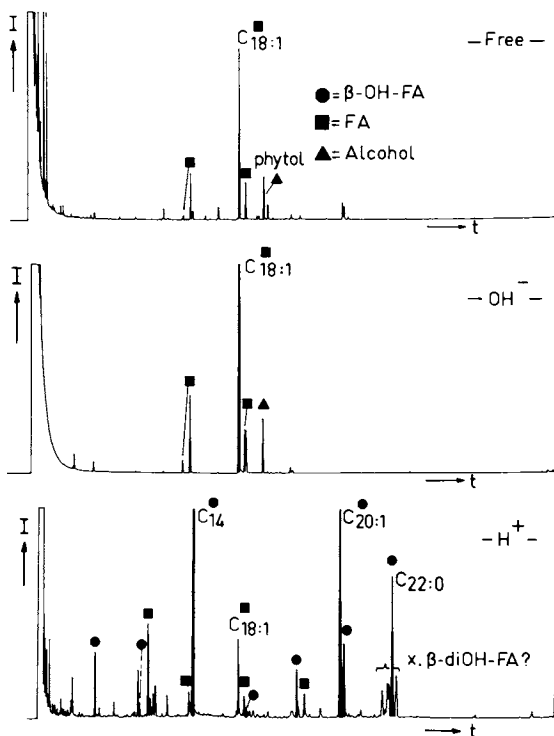 I
C18:1
— Free —
● = β-OH-FA
■ = FA
▲ = Alcohol
phytol
t
I
C18:1
— OH⁻ —
t
I
C14
C20:1
— H⁺ —
C22:0
C18:1
x.β-diOH-FA?
t